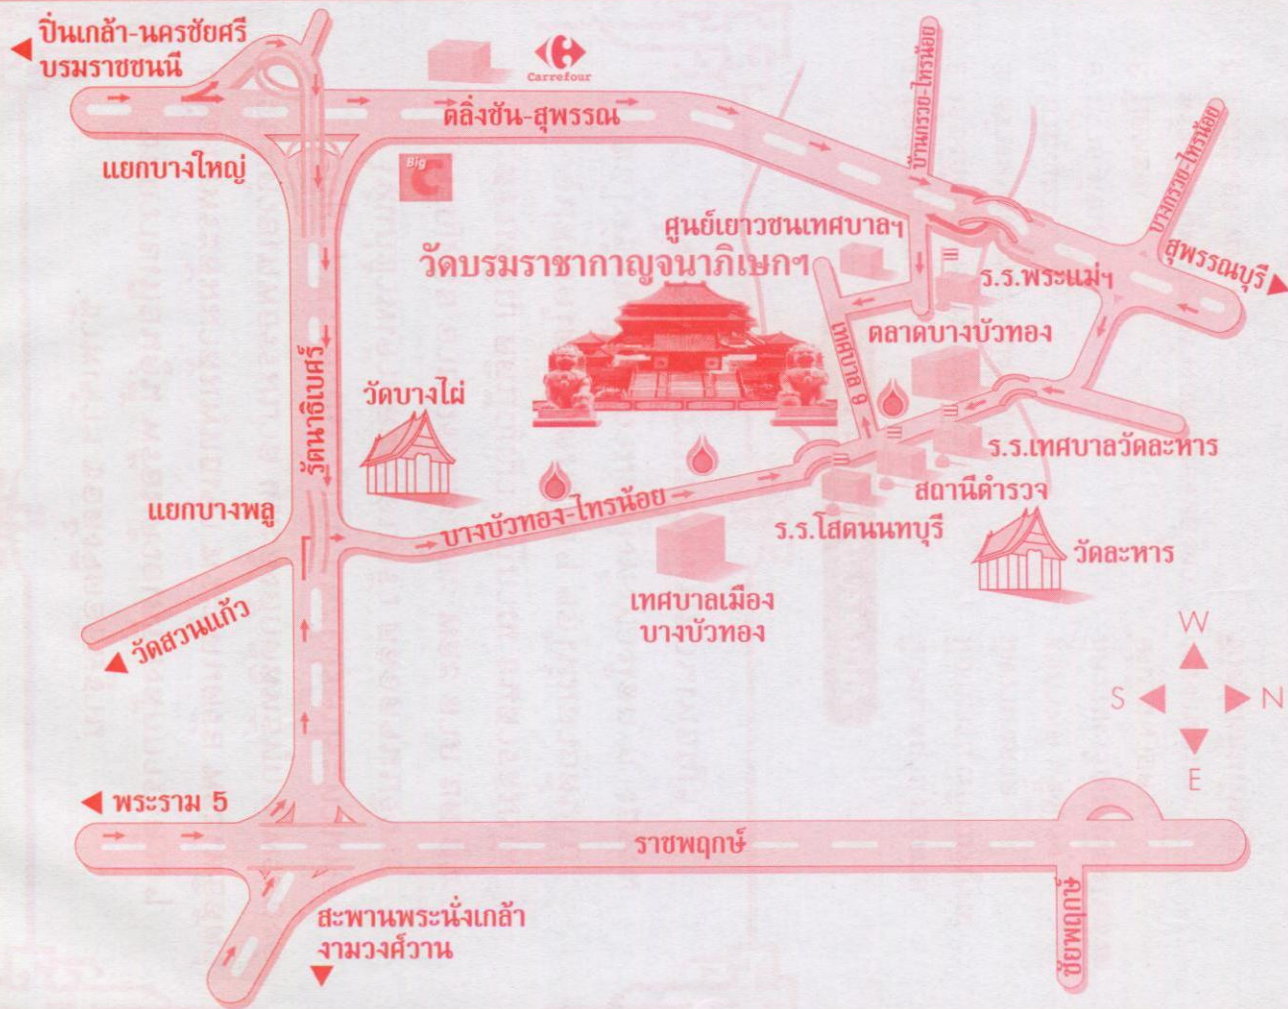 ปิ่นเกล้า-นครชัยศรี
บรมราชชนนี
Carrefour
ตลิ่งชัน-สุพรรณ
บ้านกรวย-ไทรน้อย
บางกรวย-ไทรน้อย
แยกบางใหญ่
Big
C
ศูนย์เยาวชนเทศบาลฯ
วัดบรมราชากาญจนาภิเษกฯ
ร.ร.พระแม่ฯ
สุพรรณบุรี
ตลาดบางบัวทอง
เทศบาล 9
รัตนาธิเบศร์
วัดบางไผ่
ร.ร.เทศบาลวัดละหาร
สถานีตำรวจ
แยกบางพลู
บางบัวทอง-ไทรน้อย
ร.ร.โสตนนทบุรี
วัดละหาร
เทศบาลเมือง
บางบัวทอง
วัดสวนแก้ว
W
S
N
E
พระราม 5
ราชพฤกษ์
ชัยพฤกษ์
สะพานพระนั่งเกล้า
งามวงศ์วาน